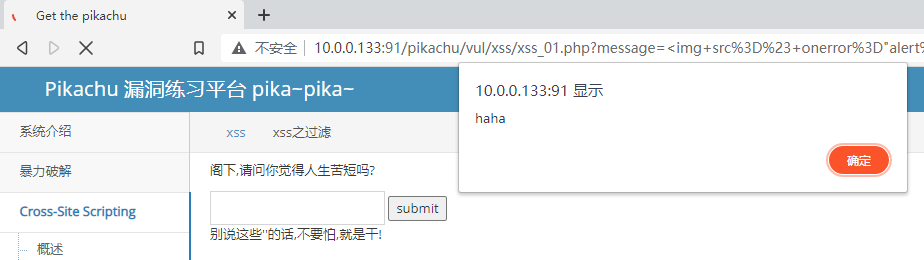 Get the pikachu
不安全 10.0.0.133:91/pikachu/vul/xss/xss_01.php?message=<img+src%3D%23+onerror%3D"alert%
Pikachu 漏洞练习平台 pika~pika~
10.0.0.133:91 显示
haha
确定
系统介绍
暴力破解
Cross-Site Scripting
概述
xss xss之过滤
阁下,请问你觉得人生苦短吗?
submit
别说这些''的话,不要怕,就是干!